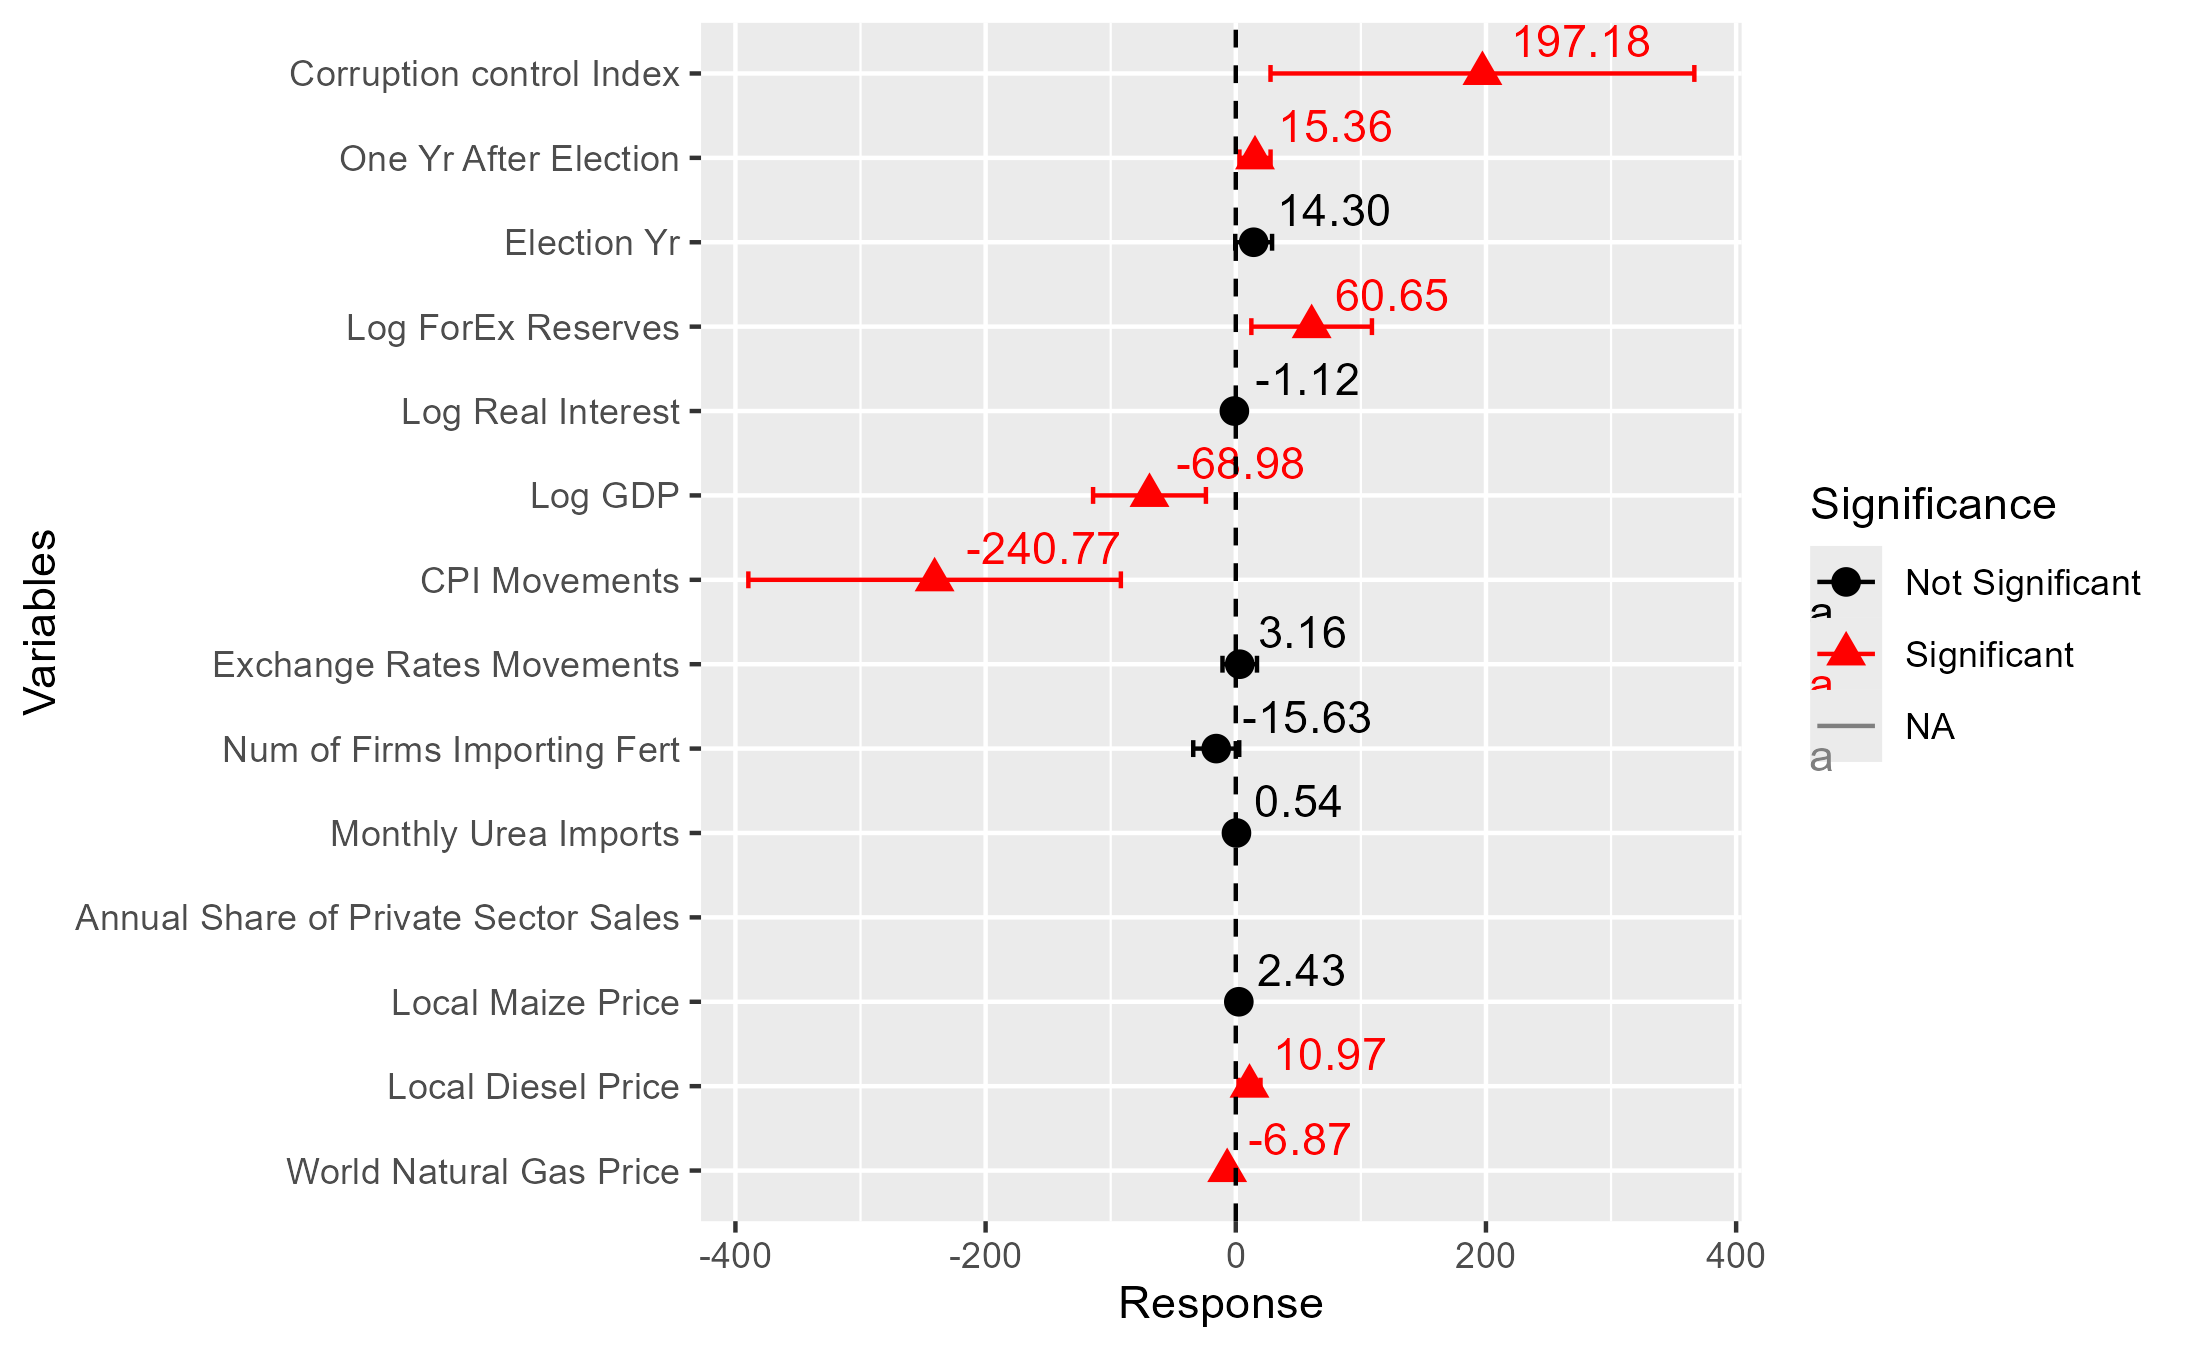 Corruption control Index
197.18
One Yr After Election
15.36
Election Yr
14.30
Log ForEx Reserves
60.65
Log Real Interest
-1.12
Log GDP
-68.98
CPI Movements
-240.77
Exchange Rates Movements
3.16
Num of Firms Importing Fert
-15.63
Monthly Urea Imports
0.54
Annual Share of Private Sector Sales
Local Maize Price
2.43
Local Diesel Price
10.97
World Natural Gas Price
-6.87
Variables
-400 -200 0 200 400
Response
Significance
a Not Significant
a Significant
a NA